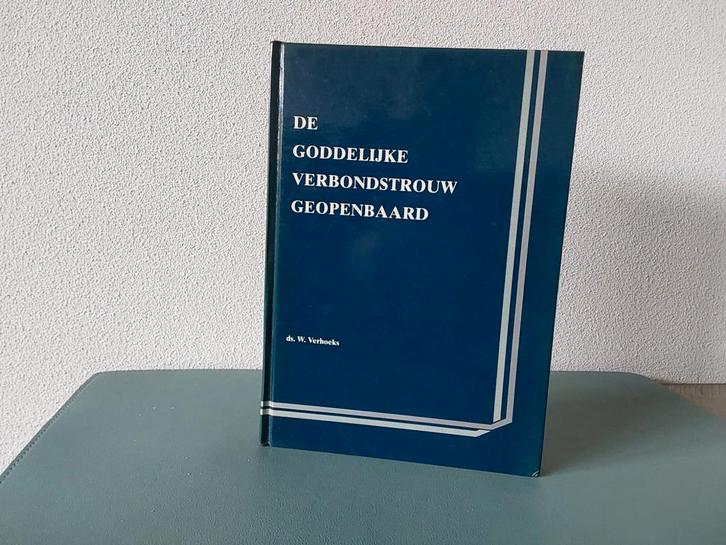 DE
GODDELIJKE
VERBONDSTROUW
GEOPENBAARD
ds. W. Verhoeks